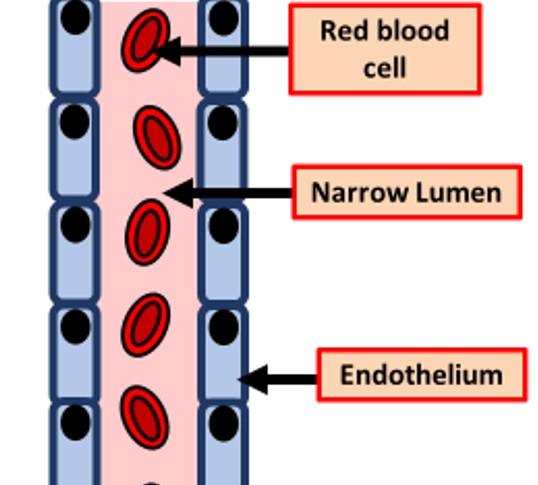 Red blood
cell
Narrow Lumen
Endothelium